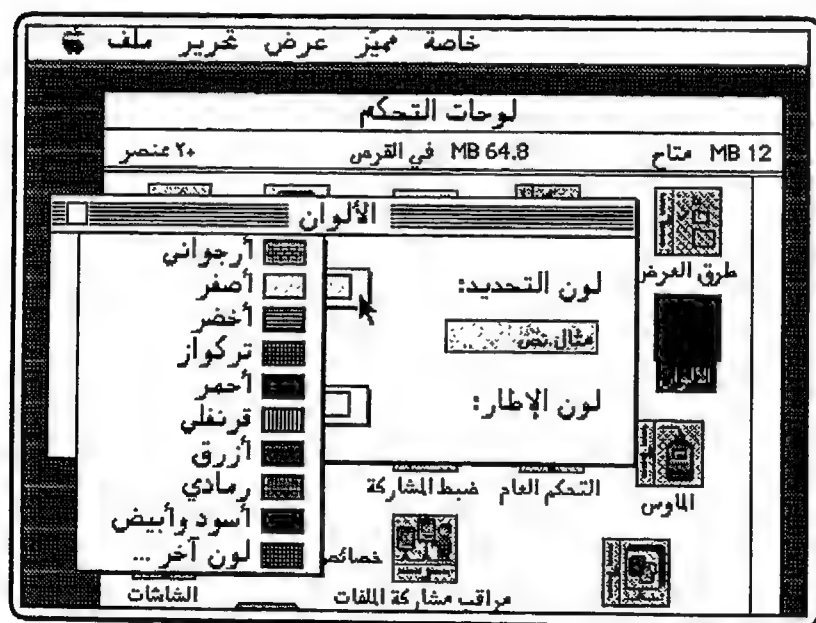 ملف تحرير عرض مميّز خاصة
لوحات التحكم
٢٠ عنصر
64.8 MB في القرص
12 MB متاح
الألوان
أرجواني
أصفر
أخضر
تركواز
أحمر
قرنفلي
أزرق
رمادي
أسود وأبيض
لون آخر ...
لون التحديد:
مثال نص
لون الإطار:
طرق العرض
الألوان
الماوس
التحكم العام
ضبط المشاركة
مراقب مشاركة الملفات
الشاشات